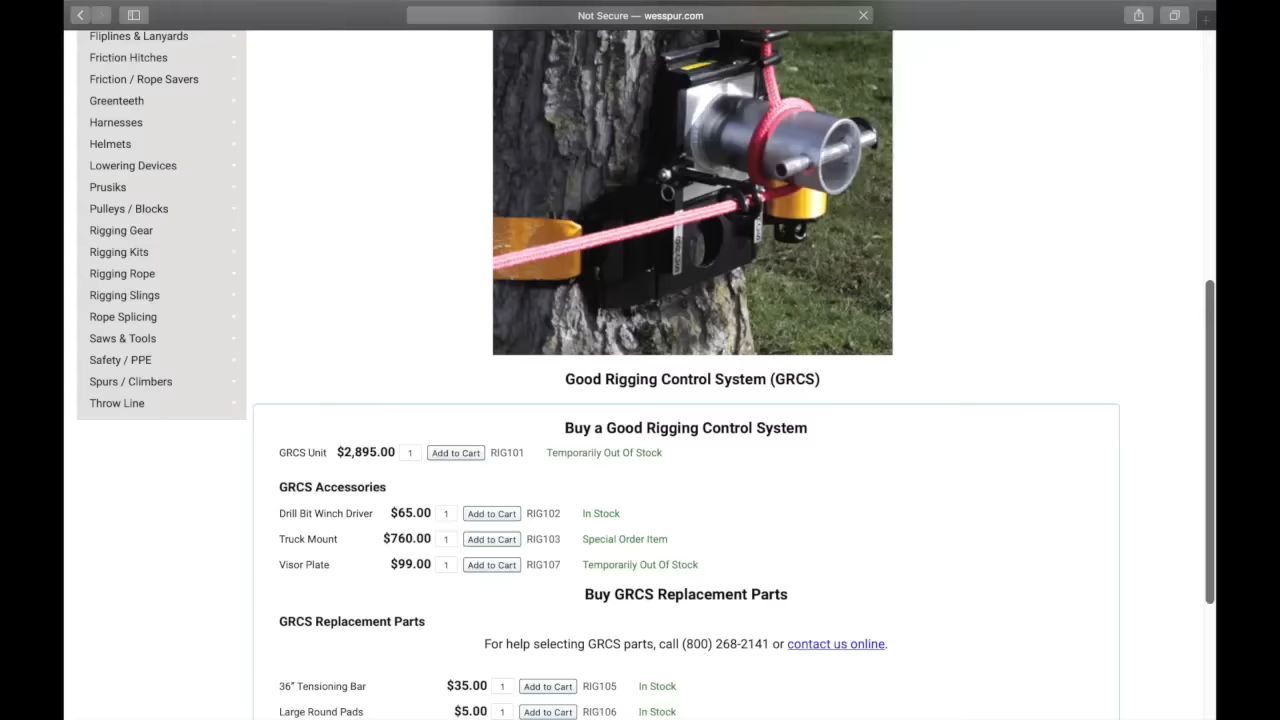 Not Secure — wesspur.com
Fliplines & Lanyards
Friction Hitches
Friction / Rope Savers
Greenteeth
Harnesses
Helmets
Lowering Devices
Prusiks
Pulleys / Blocks
Rigging Gear
Rigging Kits
Rigging Rope
Rigging Slings
Rope Splicing
Saws & Tools
Safety / PPE
Spurs / Climbers
Throw Line
Good Rigging Control System (GRCS)
Buy a Good Rigging Control System
GRCS Unit $2,895.00 1 Add to Cart RIG101 Temporarily Out Of Stock
GRCS Accessories
Drill Bit Winch Driver $65.00 1 Add to Cart RIG102 In Stock
Truck Mount $760.00 1 Add to Cart RIG103 Special Order Item
Visor Plate $99.00 1 Add to Cart RIG107 Temporarily Out Of Stock
Buy GRCS Replacement Parts
GRCS Replacement Parts
For help selecting GRCS parts, call (800) 268-2141 or contact us online.
36" Tensioning Bar $35.00 1 Add to Cart RIG105 In Stock
Large Round Pads $5.00 1 Add to Cart RIG106 In Stock